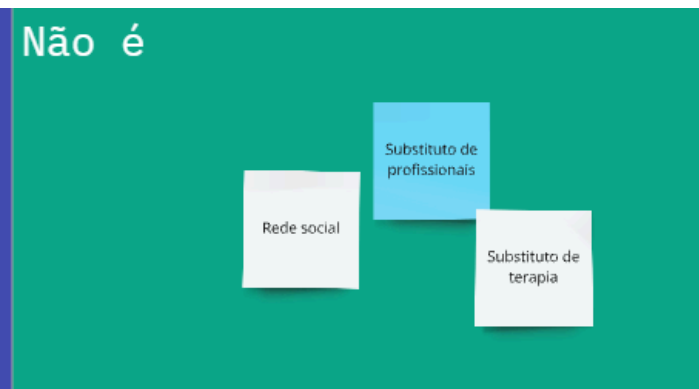 Não é
Substituto de
profissionais
Rede social
Substituto de
terapia